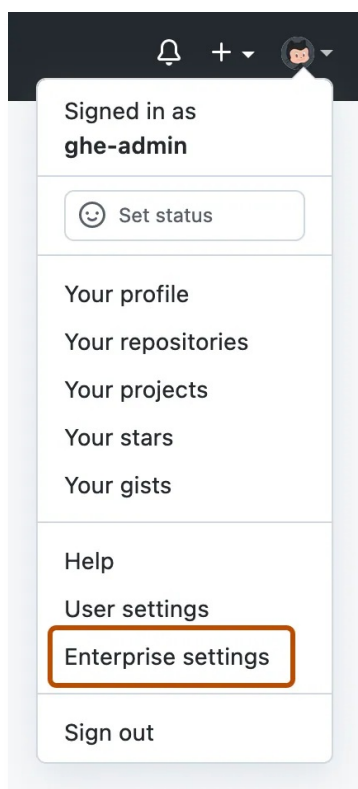 Signed in as
ghe-admin
Set status
Your profile
Your repositories
Your projects
Your stars
Your gists
Help
User settings
Enterprise settings
Sign out